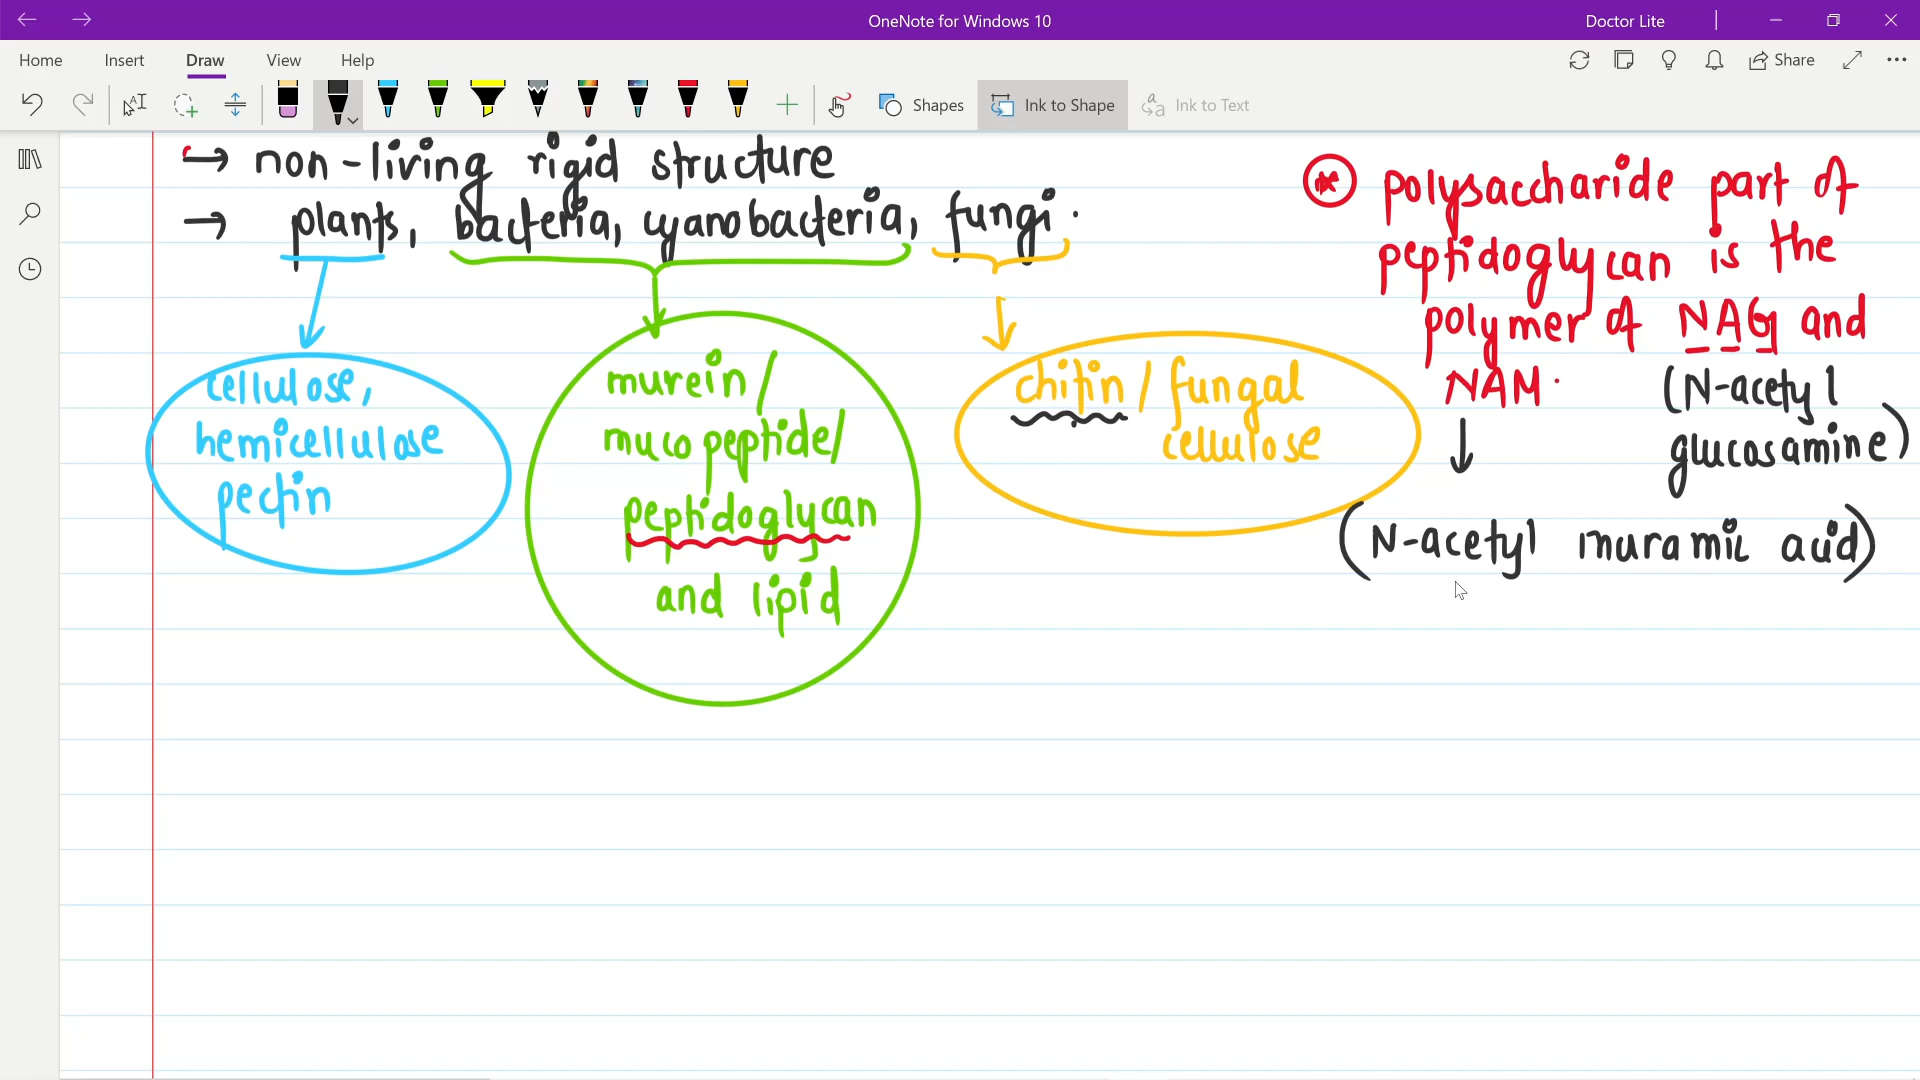 OneNote for Windows 10
Doctor Lite
Home Insert Draw View Help
Share
Shapes Ink to Shape Ink to Text
→ non-living rigid structure
→ plants, bacteria, cyanobacteria, fungi.
cellulose,
hemicellulose
pectin
murein /
mucopeptide/
peptidoglycan
and lipid
chitin / fungal
cellulose
* polysaccharide part of
peptidoglycan is the
polymer of NAG and
NAM.
(N-acetyl
glucosamine)
(N-acetyl muramic acid)